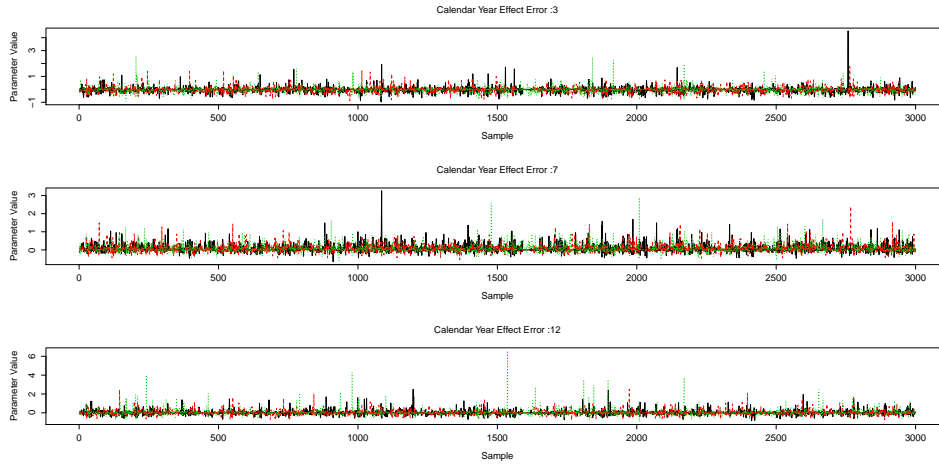 Calendar Year Effect Error :3
Parameter Value
−1 1 3
0 500 1000 1500 2000 2500 3000
Sample
Calendar Year Effect Error :7
Parameter Value
0 1 2 3
0 500 1000 1500 2000 2500 3000
Sample
Calendar Year Effect Error :12
Parameter Value
0 2 4 6
0 500 1000 1500 2000 2500 3000
Sample